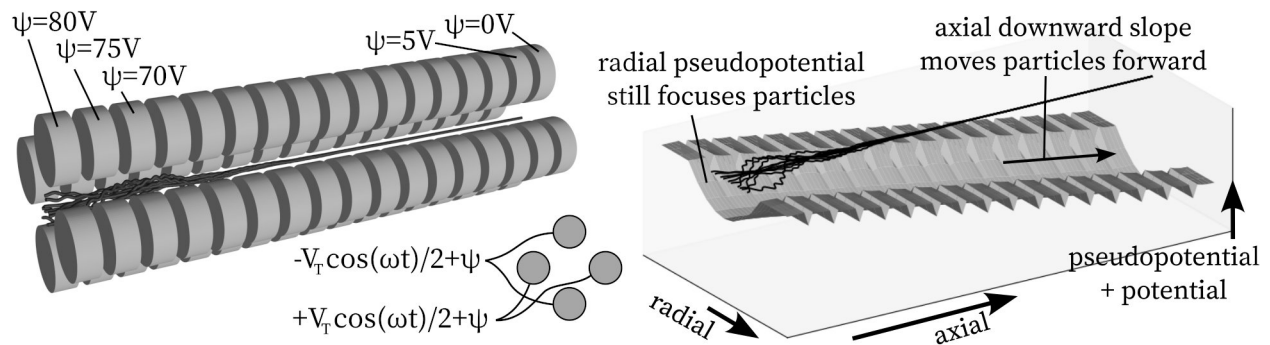 ψ=80V
ψ=75V
ψ=70V
ψ=5V
ψ=0V
-V_T cos(ωt)/2+ψ
+V_T cos(ωt)/2+ψ
radial pseudopotential
still focuses particles
axial downward slope
moves particles forward
pseudopotential
+ potential
radial
axial